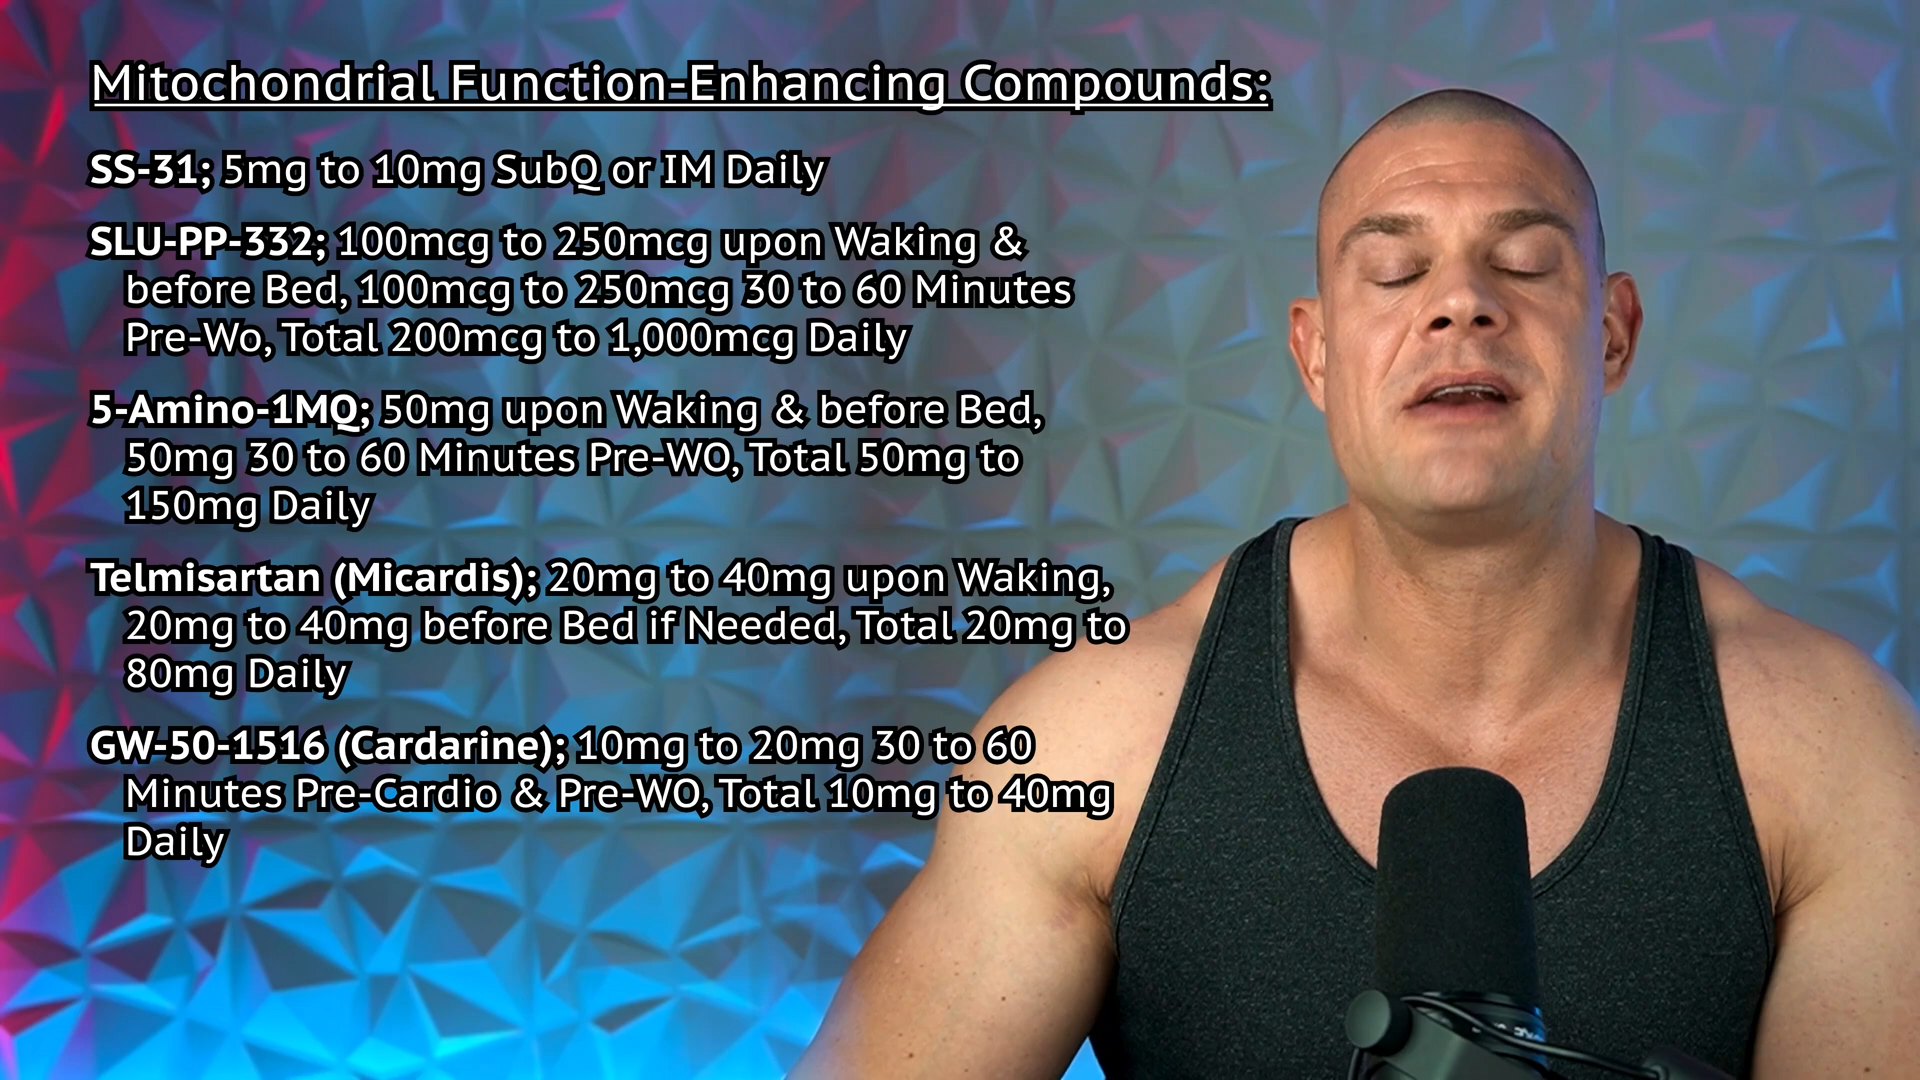 Mitochondrial Function-Enhancing Compounds:
SS-31; 5mg to 10mg SubQ or IM Daily
SLU-PP-332; 100mcg to 250mcg upon Waking &
before Bed, 100mcg to 250mcg 30 to 60 Minutes
Pre-Wo, Total 200mcg to 1,000mcg Daily
5-Amino-1MQ; 50mg upon Waking & before Bed,
50mg 30 to 60 Minutes Pre-WO, Total 50mg to
150mg Daily
Telmisartan (Micardis); 20mg to 40mg upon Waking,
20mg to 40mg before Bed if Needed, Total 20mg to
80mg Daily
GW-50-1516 (Cardarine); 10mg to 20mg 30 to 60
Minutes Pre-Cardio & Pre-WO, Total 10mg to 40mg
Daily